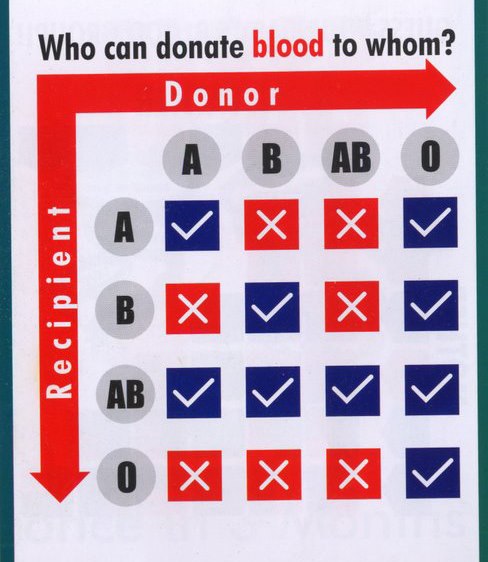 Who can donate blood to whom?
Donor
A B AB O
Recipient
A
B
AB
O